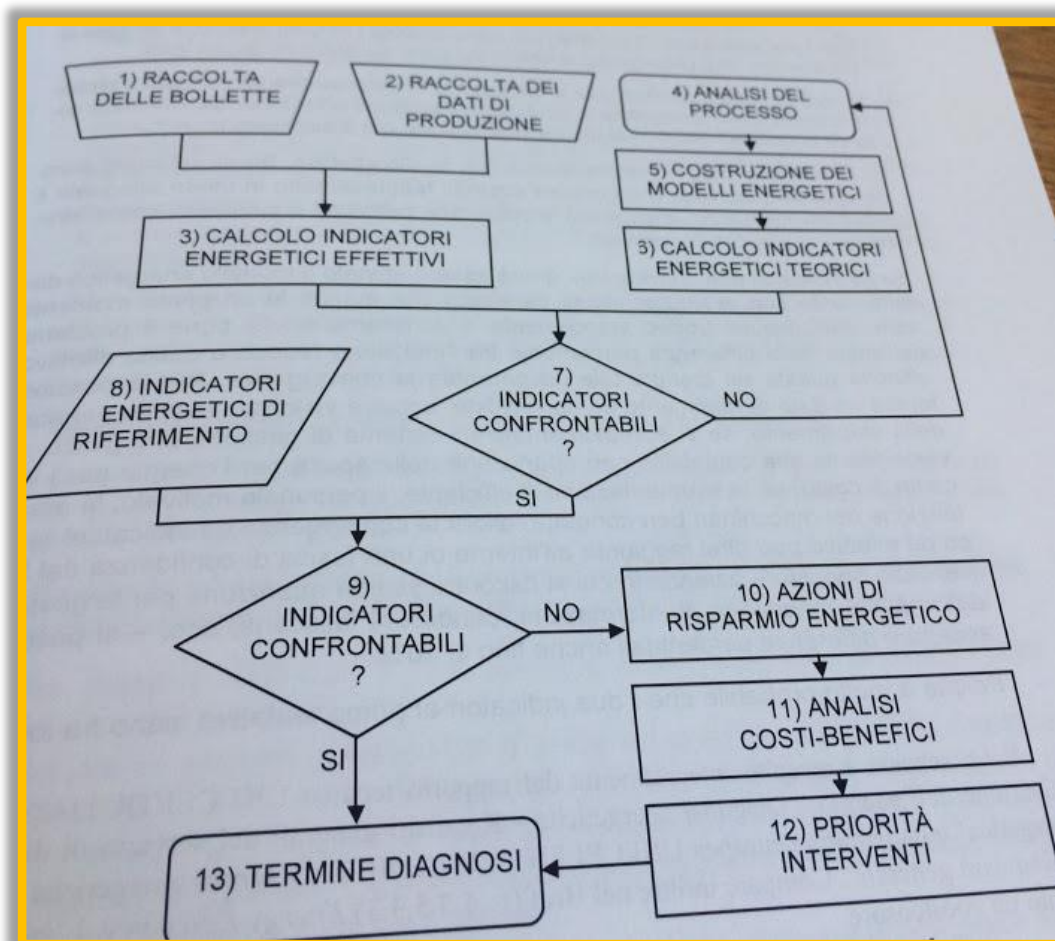 1) RACCOLTA
DELLE BOLLETTE
2) RACCOLTA DEI
DATI DI
PRODUZIONE
4) ANALISI DEL
PROCESSO
5) COSTRUZIONE DEI
MODELLI ENERGETICI
3) CALCOLO INDICATORI
ENERGETICI EFFETTIVI
3) CALCOLO INDICATORI
ENERGETICI TEORICI
8) INDICATORI
ENERGETICI DI
RIFERIMENTO
7)
INDICATORI
CONFRONTABILI
?
NO
SI
9)
INDICATORI
CONFRONTABILI
?
NO
SI
10) AZIONI DI
RISPARMIO ENERGETICO
11) ANALISI
COSTI-BENEFICI
12) PRIORITÀ
INTERVENTI
13) TERMINE DIAGNOSI